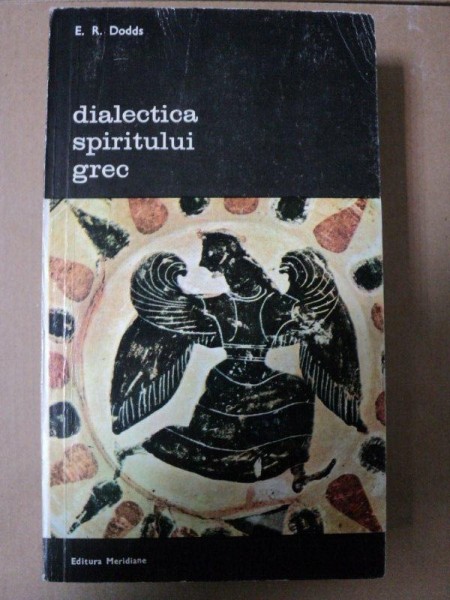 E. R. Dodds
dialectica
spiritului
grec
Editura Meridiane